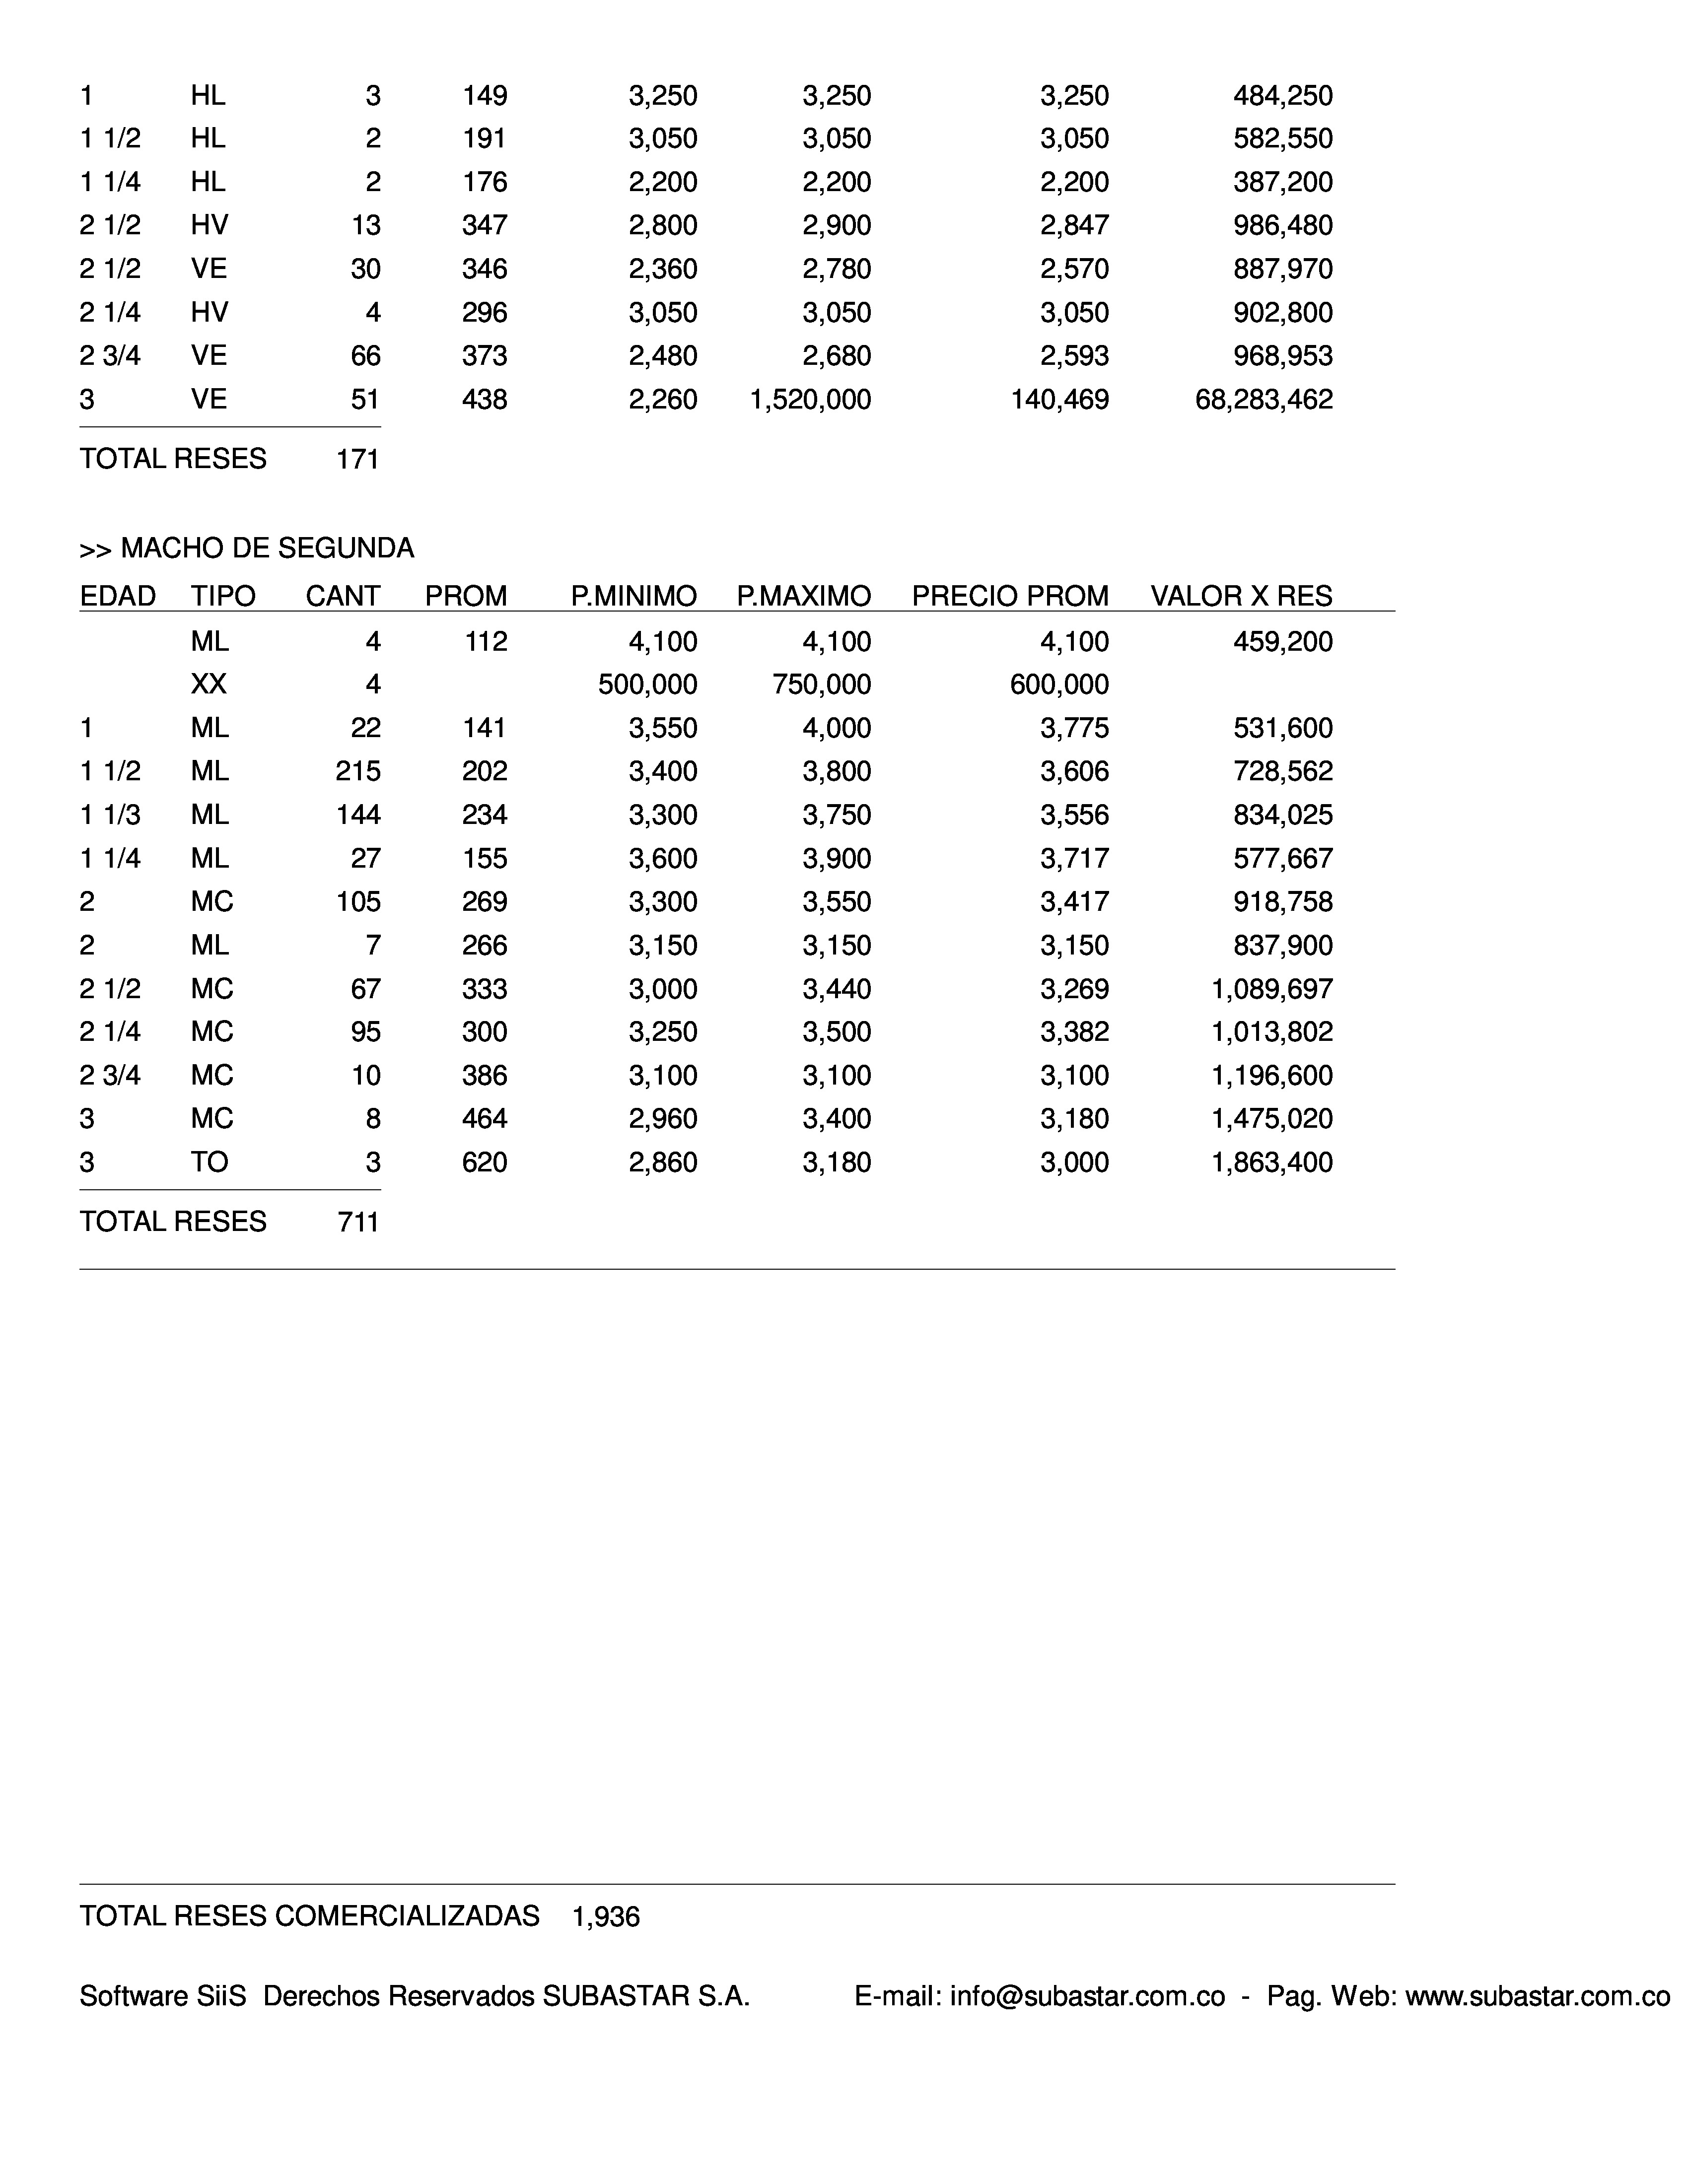 1 HL 3 149 3,250 3,250 3,250 484,250
1 1/2 HL 2 191 3,050 3,050 3,050 582,550
1 1/4 HL 2 176 2,200 2,200 2,200 387,200
2 1/2 HV 13 347 2,800 2,900 2,847 986,480
2 1/2 VE 30 346 2,360 2,780 2,570 887,970
2 1/4 HV 4 296 3,050 3,050 3,050 902,800
2 3/4 VE 66 373 2,480 2,680 2,593 968,953
3 VE 51 438 2,260 1,520,000 140,469 68,283,462
TOTAL RESES 171
>> MACHO DE SEGUNDA
EDAD TIPO CANT PROM P.MINIMO P.MAXIMO PRECIO PROM VALOR X RES
ML 4 112 4,100 4,100 4,100 459,200
XX 4 500,000 750,000 600,000
1 ML 22 141 3,550 4,000 3,775 531,600
1 1/2 ML 215 202 3,400 3,800 3,606 728,562
1 1/3 ML 144 234 3,300 3,750 3,556 834,025
1 1/4 ML 27 155 3,600 3,900 3,717 577,667
2 MC 105 269 3,300 3,550 3,417 918,758
2 ML 7 266 3,150 3,150 3,150 837,900
2 1/2 MC 67 333 3,000 3,440 3,269 1,089,697
2 1/4 MC 95 300 3,250 3,500 3,382 1,013,802
2 3/4 MC 10 386 3,100 3,100 3,100 1,196,600
3 MC 8 464 2,960 3,400 3,180 1,475,020
3 TO 3 620 2,860 3,180 3,000 1,863,400
TOTAL RESES 711
TOTAL RESES COMERCIALIZADAS 1,936
Software SiiS Derechos Reservados SUBASTAR S.A. E-mail: info@subastar.com.co - Pag. Web: www.subastar.com.co